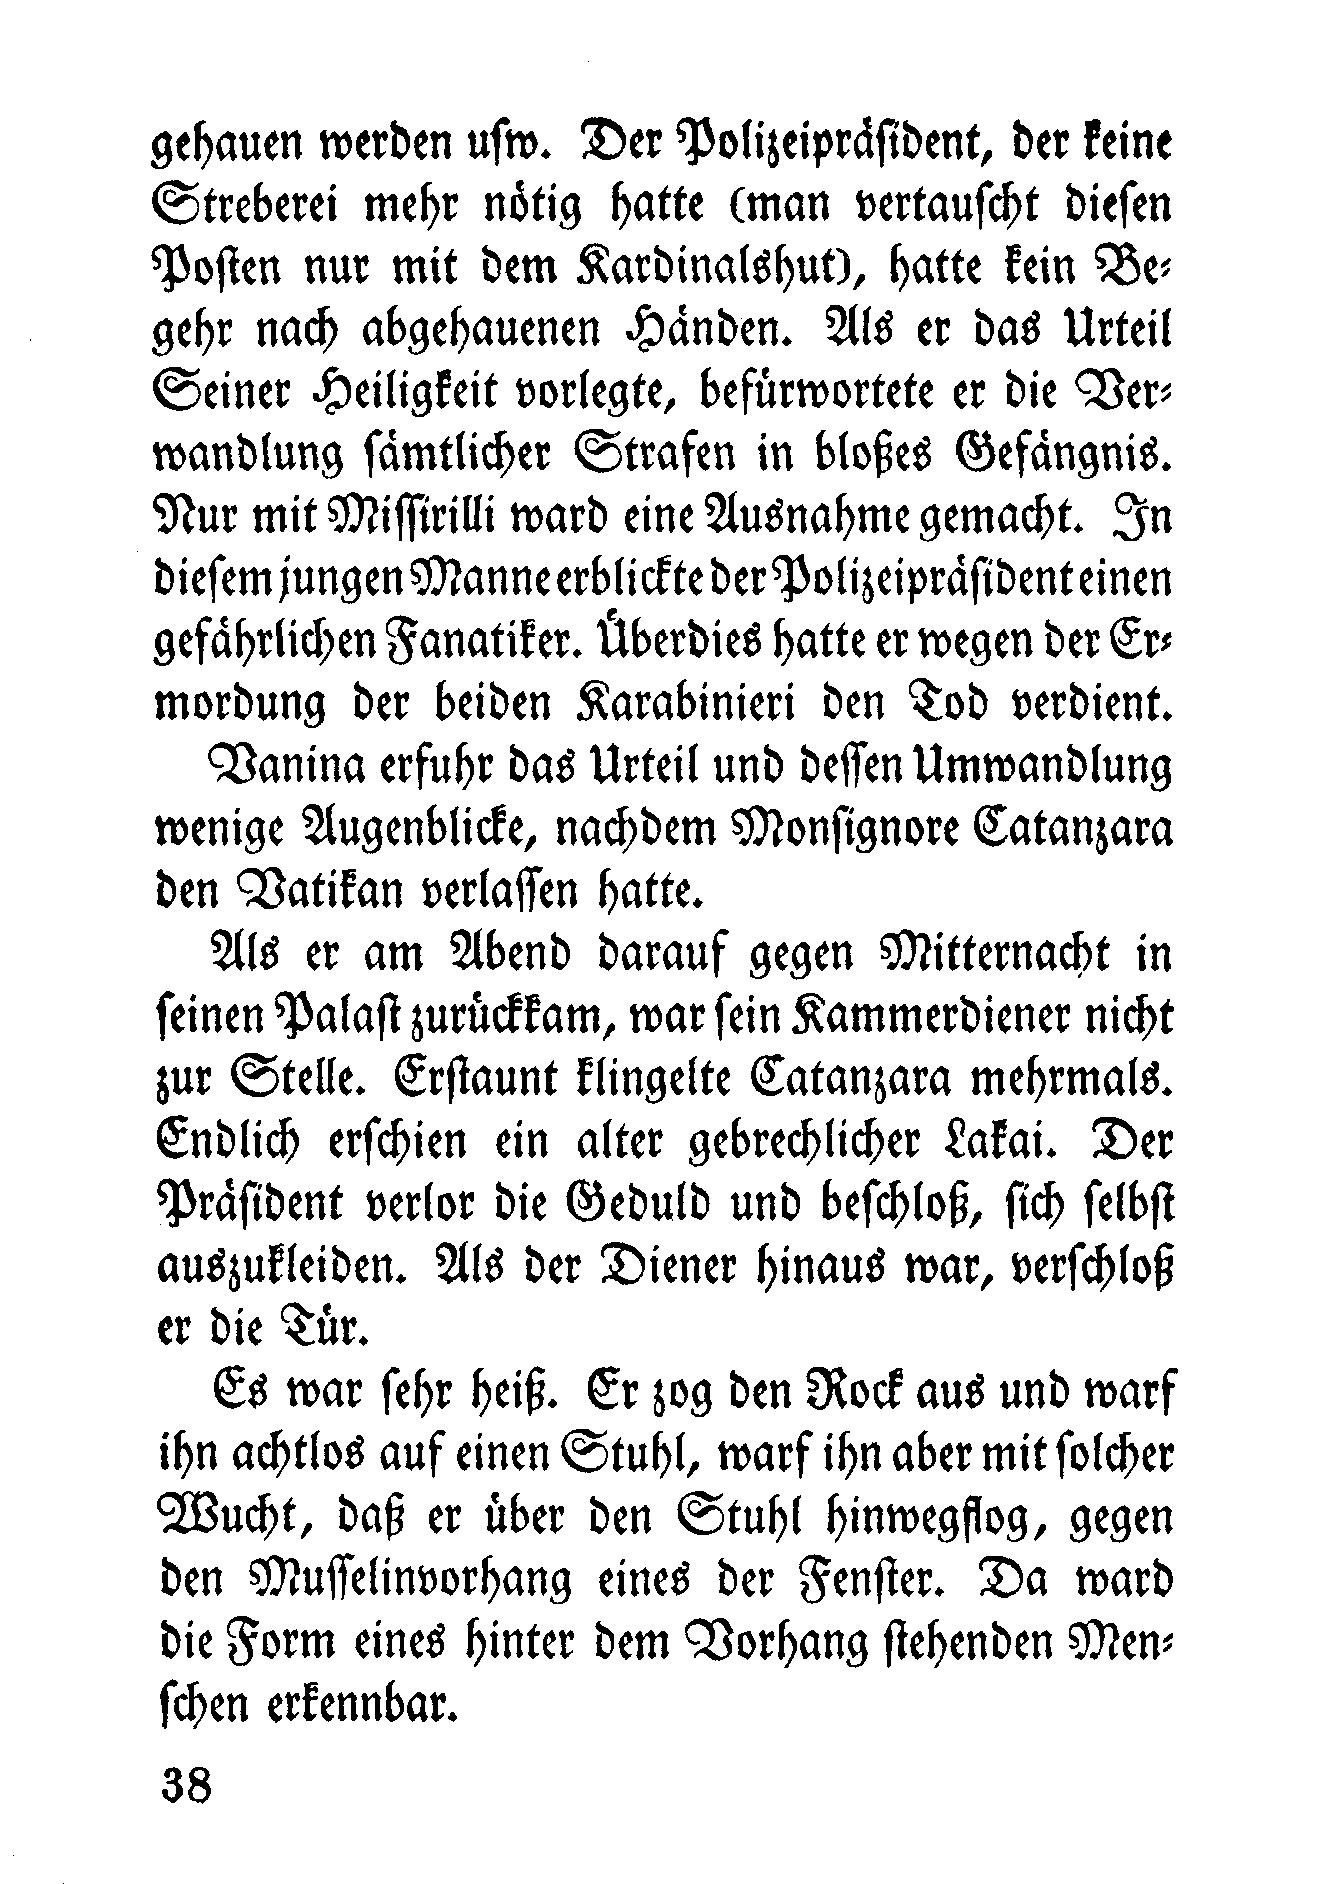 gehauen werden uſw. Der Polizeipräſident, der keine
Streberei mehr nötig hatte (man vertauſcht dieſen
Poſten nur mit dem Kardinalshut), hatte kein Be⸗
gehr nach abgehauenen Händen. Als er das Urteil
Seiner Heiligkeit vorlegte, befürwortete er die Ver⸗
wandlung ſämtlicher Strafen in bloßes Gefängnis.
Nur mit Miſſirilli ward eine Ausnahme gemacht. In
dieſem jungen Manne erblickte der Polizeipräſident einen
gefährlichen Fanatiker. Überdies hatte er wegen der Er⸗
mordung der beiden Karabinieri den Tod verdient.
Vanina erfuhr das Urteil und deſſen Umwandlung
wenige Augenblicke, nachdem Monſignore Catanzara
den Vatikan verlaſſen hatte.
Als er am Abend darauf gegen Mitternacht in
ſeinen Palaſt zurückkam, war ſein Kammerdiener nicht
zur Stelle. Erſtaunt klingelte Catanzara mehrmals.
Endlich erſchien ein alter gebrechlicher Lakai. Der
Präſident verlor die Geduld und beſchloß, ſich ſelbſt
auszukleiden. Als der Diener hinaus war, verſchloß
er die Tür.
Es war ſehr heiß. Er zog den Rock aus und warf
ihn achtlos auf einen Stuhl, warf ihn aber mit ſolcher
Wucht, daß er über den Stuhl hinwegflog, gegen
den Muſſelinvorhang eines der Fenſter. Da ward
die Form eines hinter dem Vorhang ſtehenden Men⸗
ſchen erkennbar.
38